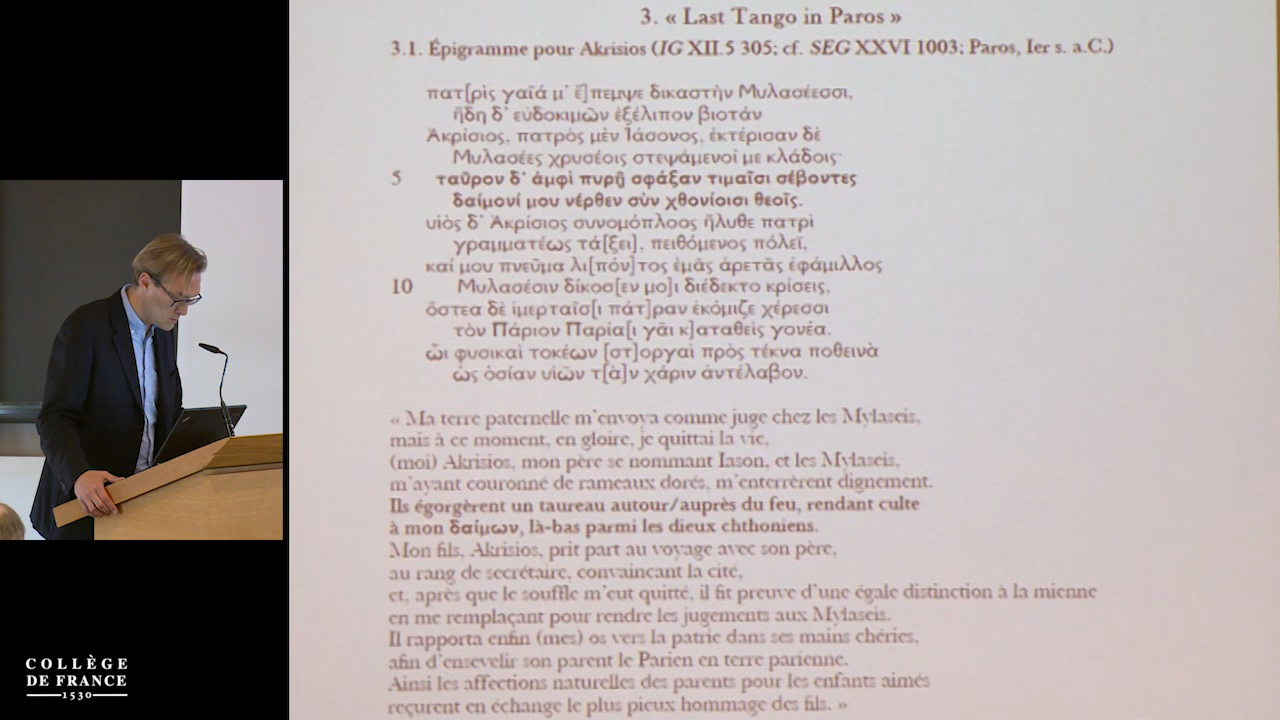 3. « Last Tango in Paros »
3.1. Épigramme pour Akrisios (IG XII.5 305; cf. SEG XXVI 1003; Paros, Ier s. a.C.)
πατ[ρὶς γαῖά μ᾽ ἔ]πεμψε δικαστὴν Μυλασέεσσι,
ἤδη δ᾽ εὐδοκιμῶν ἐξέλιπον βιοτάν
Ἀκρίσιος, πατρὸς μὲν Ἰάσονος, ἐκτέρισαν δὲ
Μυλασέες χρυσέοις στεψάμενοί με κλάδοις·
5 ταῦρον δ᾽ ἀμφὶ πυρῇ σφάξαν τιμαῖσι σέβοντες
δαίμονί μου νέρθεν σὺν χθονίοισι θεοῖς.
υἱὸς δ᾽ Ἀκρίσιος συνομόπλοος ἤλυθε πατρὶ
γραμματέως τά[ξει], πειθόμενος πόλεϊ,
καί μου πνεῦμα λι[πόν]τος ἐμᾶς ἀρετᾶς ἐφάμιλλος
10 Μυλασέσιν δίκοσ[εν μο]ι διέδεκτο κρίσεις,
ὄστεα δὲ ἱμερταῖσ[ι πάτ]ραν ἐκόμιζε χέρεσσι
τὸν Πάριον Παρία[ι γᾶι κ]αταθεὶς γονέα.
ὧι φυσικαὶ τοκέων [στ]οργαὶ πρὸς τέκνα ποθεινὰ
ὡς ὁσίαν υἱῶν τ[ὰ]ν χάριν ἀντέλαβον.
« Ma terre paternelle m'envoya comme juge chez les Mylaseis,
mais à ce moment, en gloire, je quittai la vie,
(moi) Akrisios, mon père se nommant Iason, et les Mylaseis,
m'ayant couronné de rameaux dorés, m'enterrèrent dignement.
Ils égorgèrent un taureau autour/auprès du feu, rendant culte
à mon δαίμων, là-bas parmi les dieux chthoniens.
Mon fils, Akrisios, prit part au voyage avec son père,
au rang de secrétaire, convaincant la cité,
et, après que le souffle m'eut quitté, il fit preuve d'une égale distinction à la mienne
en me remplaçant pour rendre les jugements aux Mylaseis.
Il rapporta enfin (mes) os vers la patrie dans ses mains chéries,
afin d'ensevelir son parent le Parien en terre parienne.
Ainsi les affections naturelles des parents pour les enfants aimés
reçurent en échange le plus pieux hommage des fils. »
COLLÈGE
DE FRANCE
1530